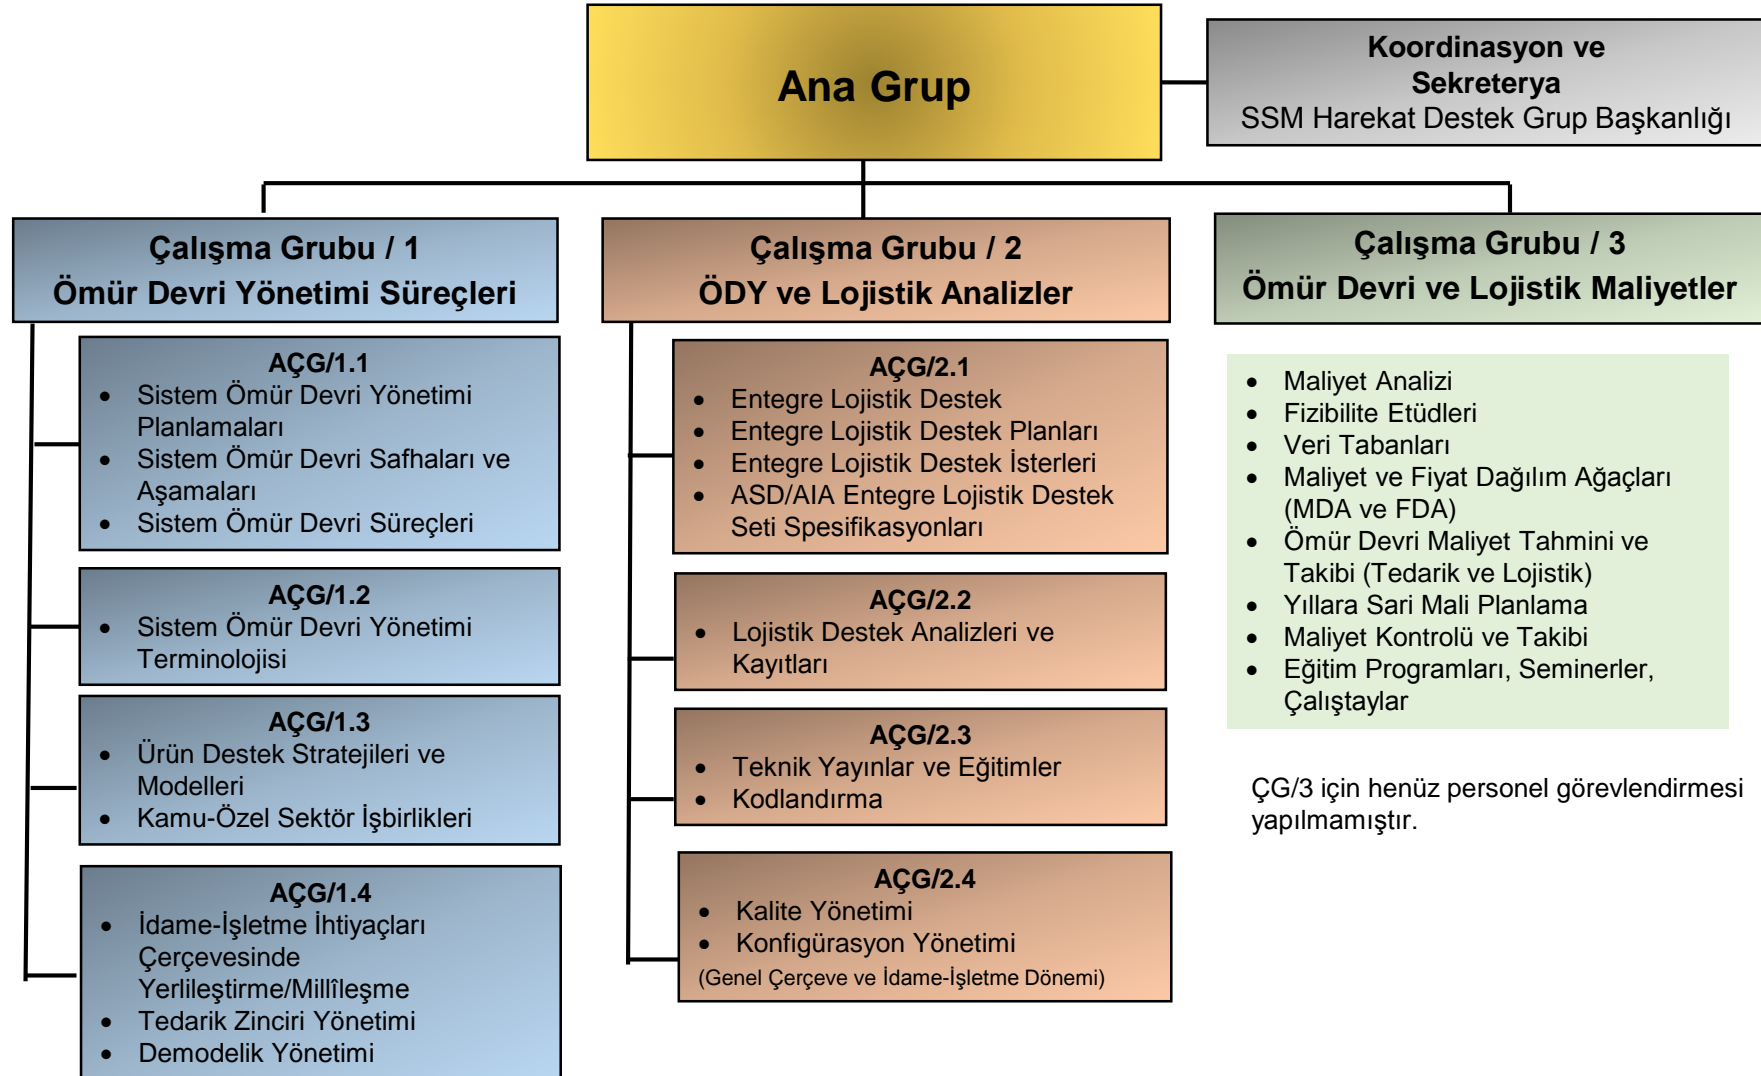 Ana Grup
Koordinasyon ve
Sekreterya
SSM Harekat Destek Grup Başkanlığı
Çalışma Grubu / 1
Ömür Devri Yönetimi Süreçleri
AÇG/1.1
• Sistem Ömür Devri Yönetimi
Planlamaları
• Sistem Ömür Devri Safhaları ve
Aşamaları
• Sistem Ömür Devri Süreçleri
AÇG/1.2
• Sistem Ömür Devri Yönetimi
Terminolojisi
AÇG/1.3
• Ürün Destek Stratejileri ve
Modelleri
• Kamu-Özel Sektör İşbirlikleri
AÇG/1.4
• İdame-İşletme İhtiyaçları
Çerçevesinde
Yerlileştirme/Millîleşme
• Tedarik Zinciri Yönetimi
• Demodelik Yönetimi
Çalışma Grubu / 2
ÖDY ve Lojistik Analizler
AÇG/2.1
• Entegre Lojistik Destek
• Entegre Lojistik Destek Planları
• Entegre Lojistik Destek İsterleri
• ASD/AIA Entegre Lojistik Destek
Seti Spesifikasyonları
AÇG/2.2
• Lojistik Destek Analizleri ve
Kayıtları
AÇG/2.3
• Teknik Yayınlar ve Eğitimler
• Kodlandırma
AÇG/2.4
• Kalite Yönetimi
• Konfigürasyon Yönetimi
(Genel Çerçeve ve İdame-İşletme Dönemi)
Çalışma Grubu / 3
Ömür Devri ve Lojistik Maliyetler
• Maliyet Analizi
• Fizibilite Etüdleri
• Veri Tabanları
• Maliyet ve Fiyat Dağılım Ağaçları
(MDA ve FDA)
• Ömür Devri Maliyet Tahmini ve
Takibi (Tedarik ve Lojistik)
• Yıllara Sari Mali Planlama
• Maliyet Kontrolü ve Takibi
• Eğitim Programları, Seminerler,
Çalıştaylar
ÇG/3 için henüz personel görevlendirmesi
yapılmamıştır.